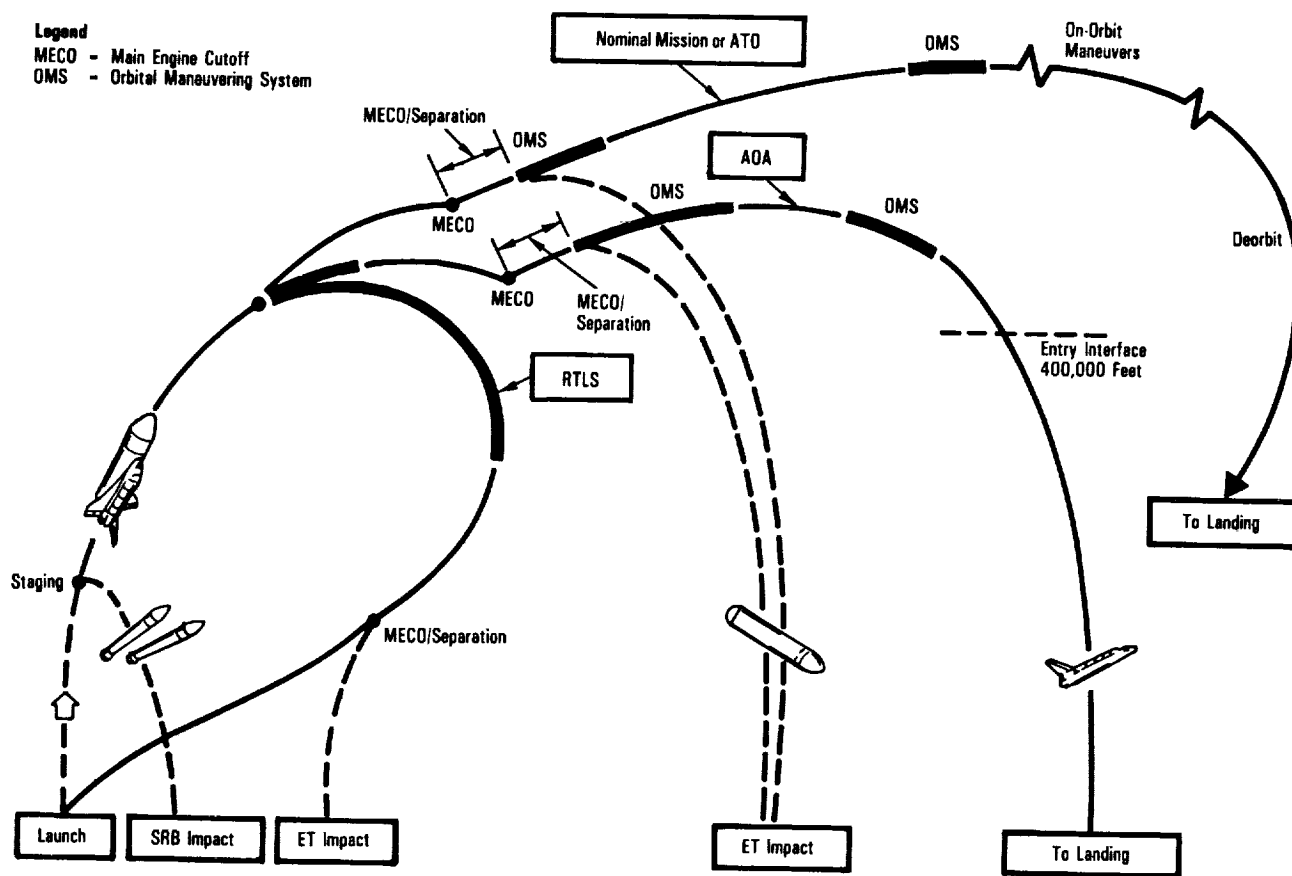 Legend
MECO - Main Engine Cutoff
OMS - Orbital Maneuvering System
Nominal Mission or ATO
OMS
On-Orbit
Maneuvers
MECO/Separation
OMS
AOA
OMS
OMS
MECO
Deorbit
MECO
MECO/
Separation
Entry Interface
400,000 Feet
RTLS
To Landing
Staging
MECO/Separation
Launch
SRB Impact
ET Impact
ET Impact
To Landing